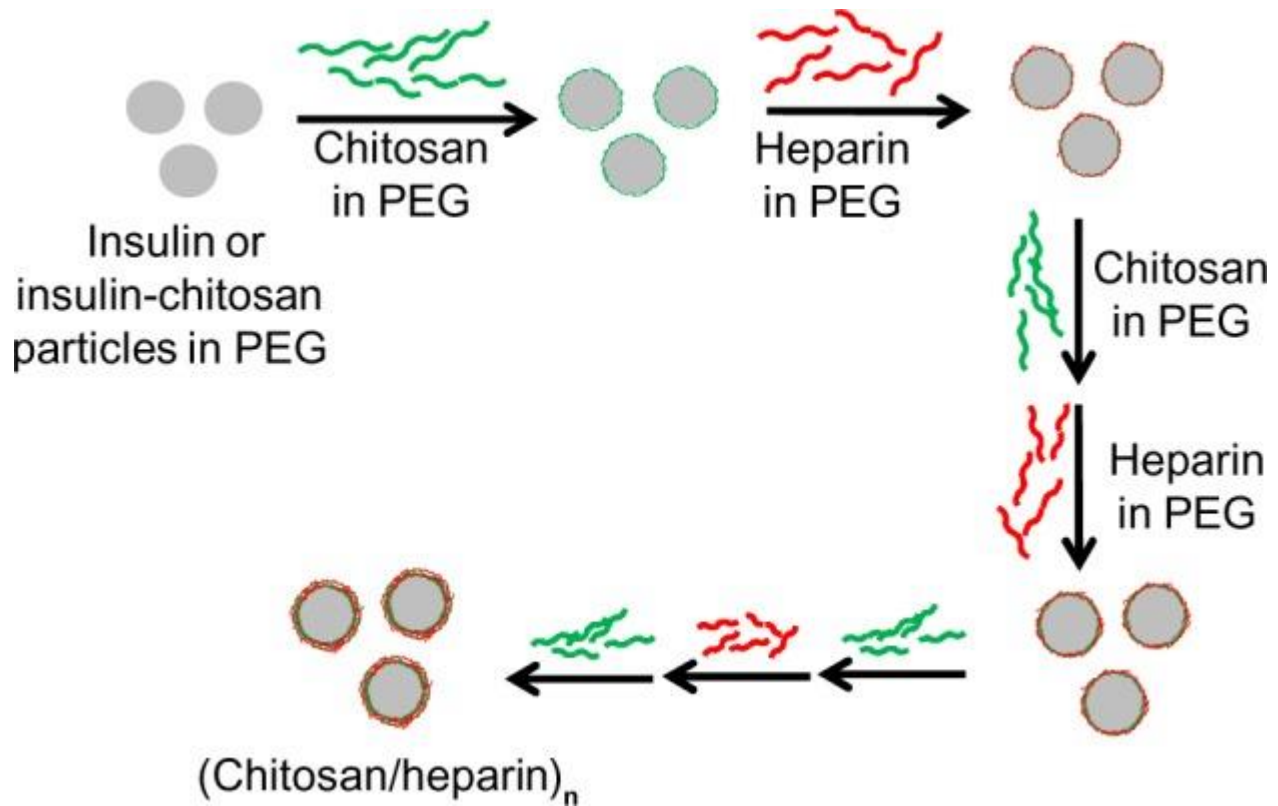 Chitosan
in PEG
Heparin
in PEG
Insulin or
insulin-chitosan
particles in PEG
Chitosan
in PEG
Heparin
in PEG
(Chitosan/heparin)n